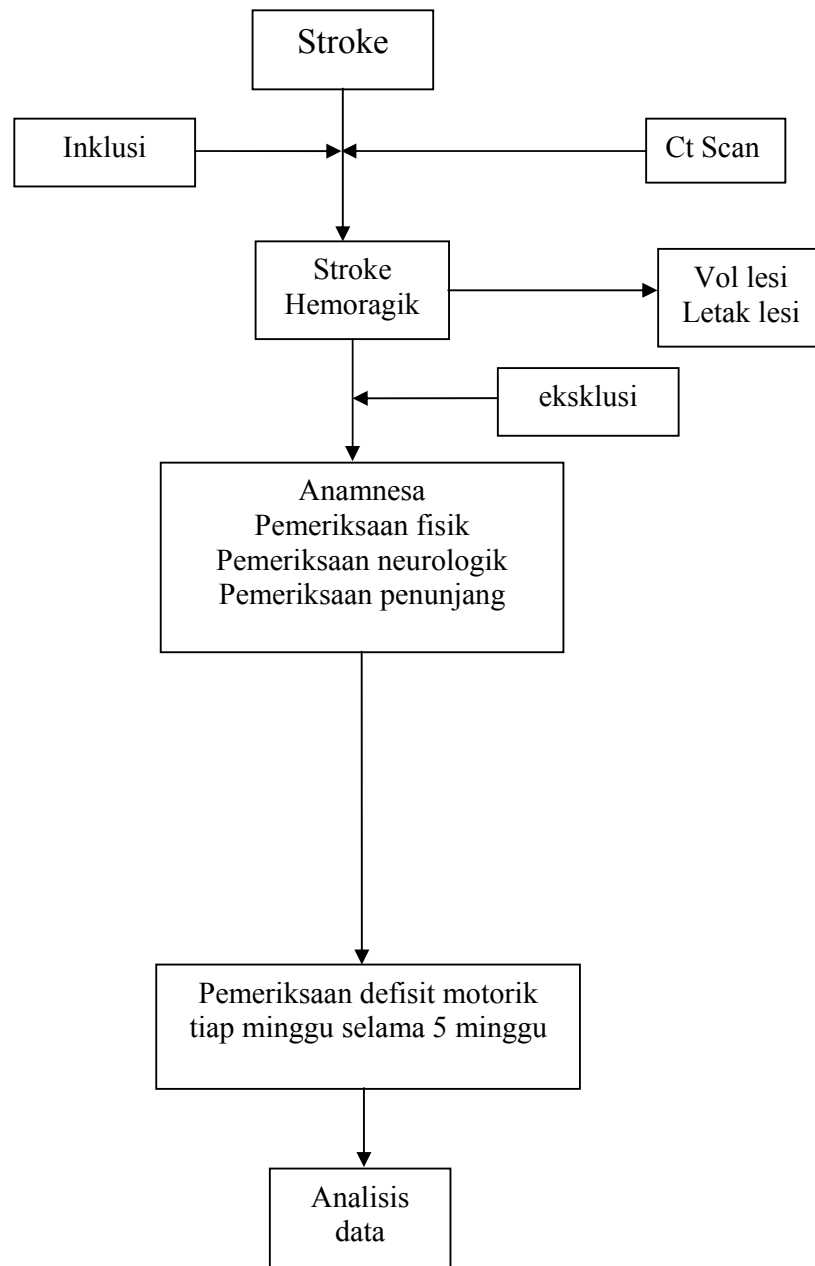 Stroke
Inklusi
Ct Scan
Stroke
Hemoragik
Vol lesi
Letak lesi
eksklusi
Anamnesa
Pemeriksaan fisik
Pemeriksaan neurologik
Pemeriksaan penunjang
Pemeriksaan defisit motorik
tiap minggu selama 5 minggu
Analisis
data